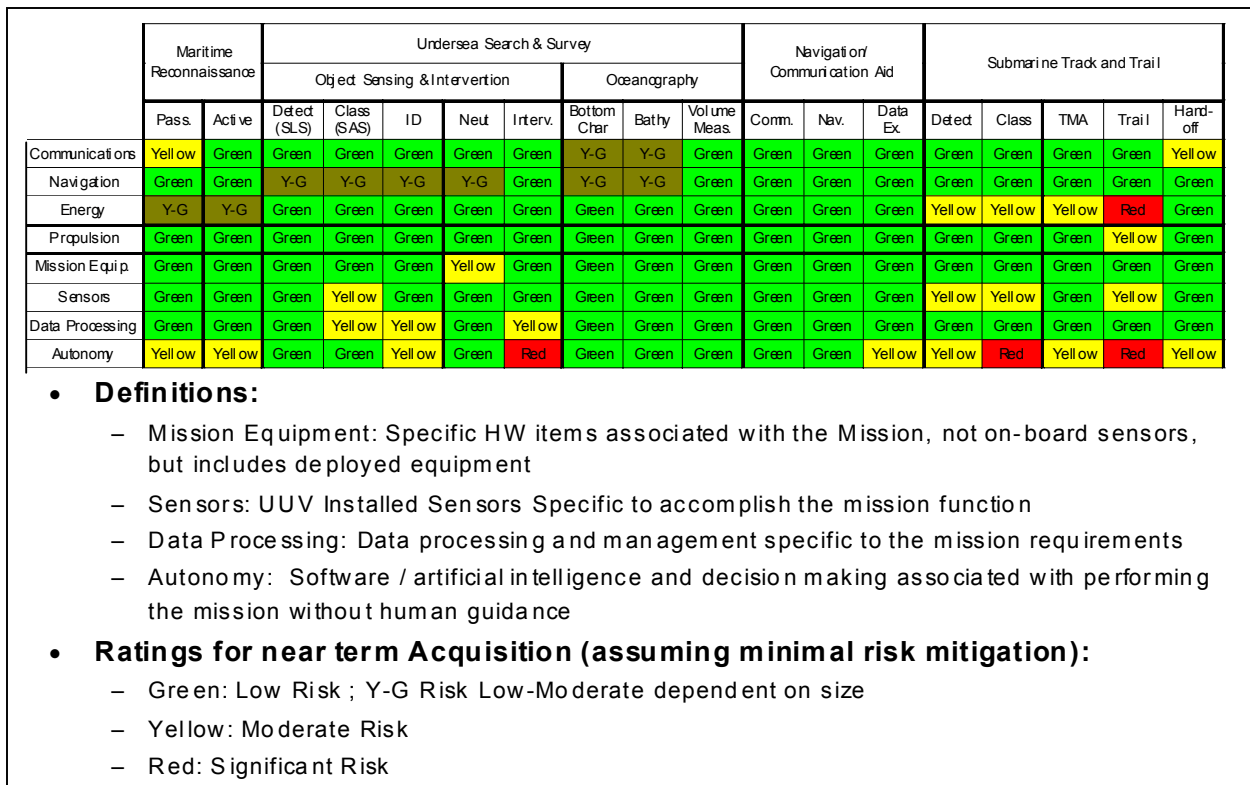 Maritime Reconnaissance Undersea Search & Survey Navigation/ Communication Aid Submarine Track and Trail
Object Sensing & Intervention Oceanography
Pass. Active Detect (SLS) Class (SAS) ID Neut Interv. Bottom Char Bathy Volume Meas. Comm. Nav. Data Ex. Detect Class TMA Trail Hand-off
Communications Yellow Green Green Green Green Green Green Y-G Y-G Green Green Green Green Green Green Green Green Yellow
Navigation Green Green Y-G Y-G Y-G Y-G Green Y-G Y-G Green Green Green Green Green Green Green Green Green
Energy Y-G Y-G Green Green Green Green Green Green Green Green Green Green Green Yellow Yellow Yellow Red Green
Propulsion Green Green Green Green Green Green Green Green Green Green Green Green Green Green Green Green Yellow Green
Mission Equip. Green Green Green Green Green Yellow Green Green Green Green Green Green Green Green Green Green Green Green
Sensors Green Green Green Yellow Green Green Green Green Green Green Green Green Green Yellow Yellow Green Yellow Green
Data Processing Green Green Green Yellow Yellow Green Yellow Green Green Green Green Green Green Green Green Green Green Green
Autonomy Yellow Yellow Green Green Yellow Green Red Green Green Green Green Green Yellow Yellow Red Yellow Red Yellow
• Definitions:
– Mission Equipment: Specific HW items associated with the Mission, not on-board sensors,
but includes deployed equipment
– Sensors: UUV Installed Sensors Specific to accomplish the mission function
– Data Processing: Data processing and management specific to the mission requirements
– Autonomy: Software / artificial intelligence and decision making associated with performing
the mission without human guidance
• Ratings for near term Acquisition (assuming minimal risk mitigation):
– Green: Low Risk ; Y-G Risk Low-Moderate dependent on size
– Yellow: Moderate Risk
– Red: Significant Risk